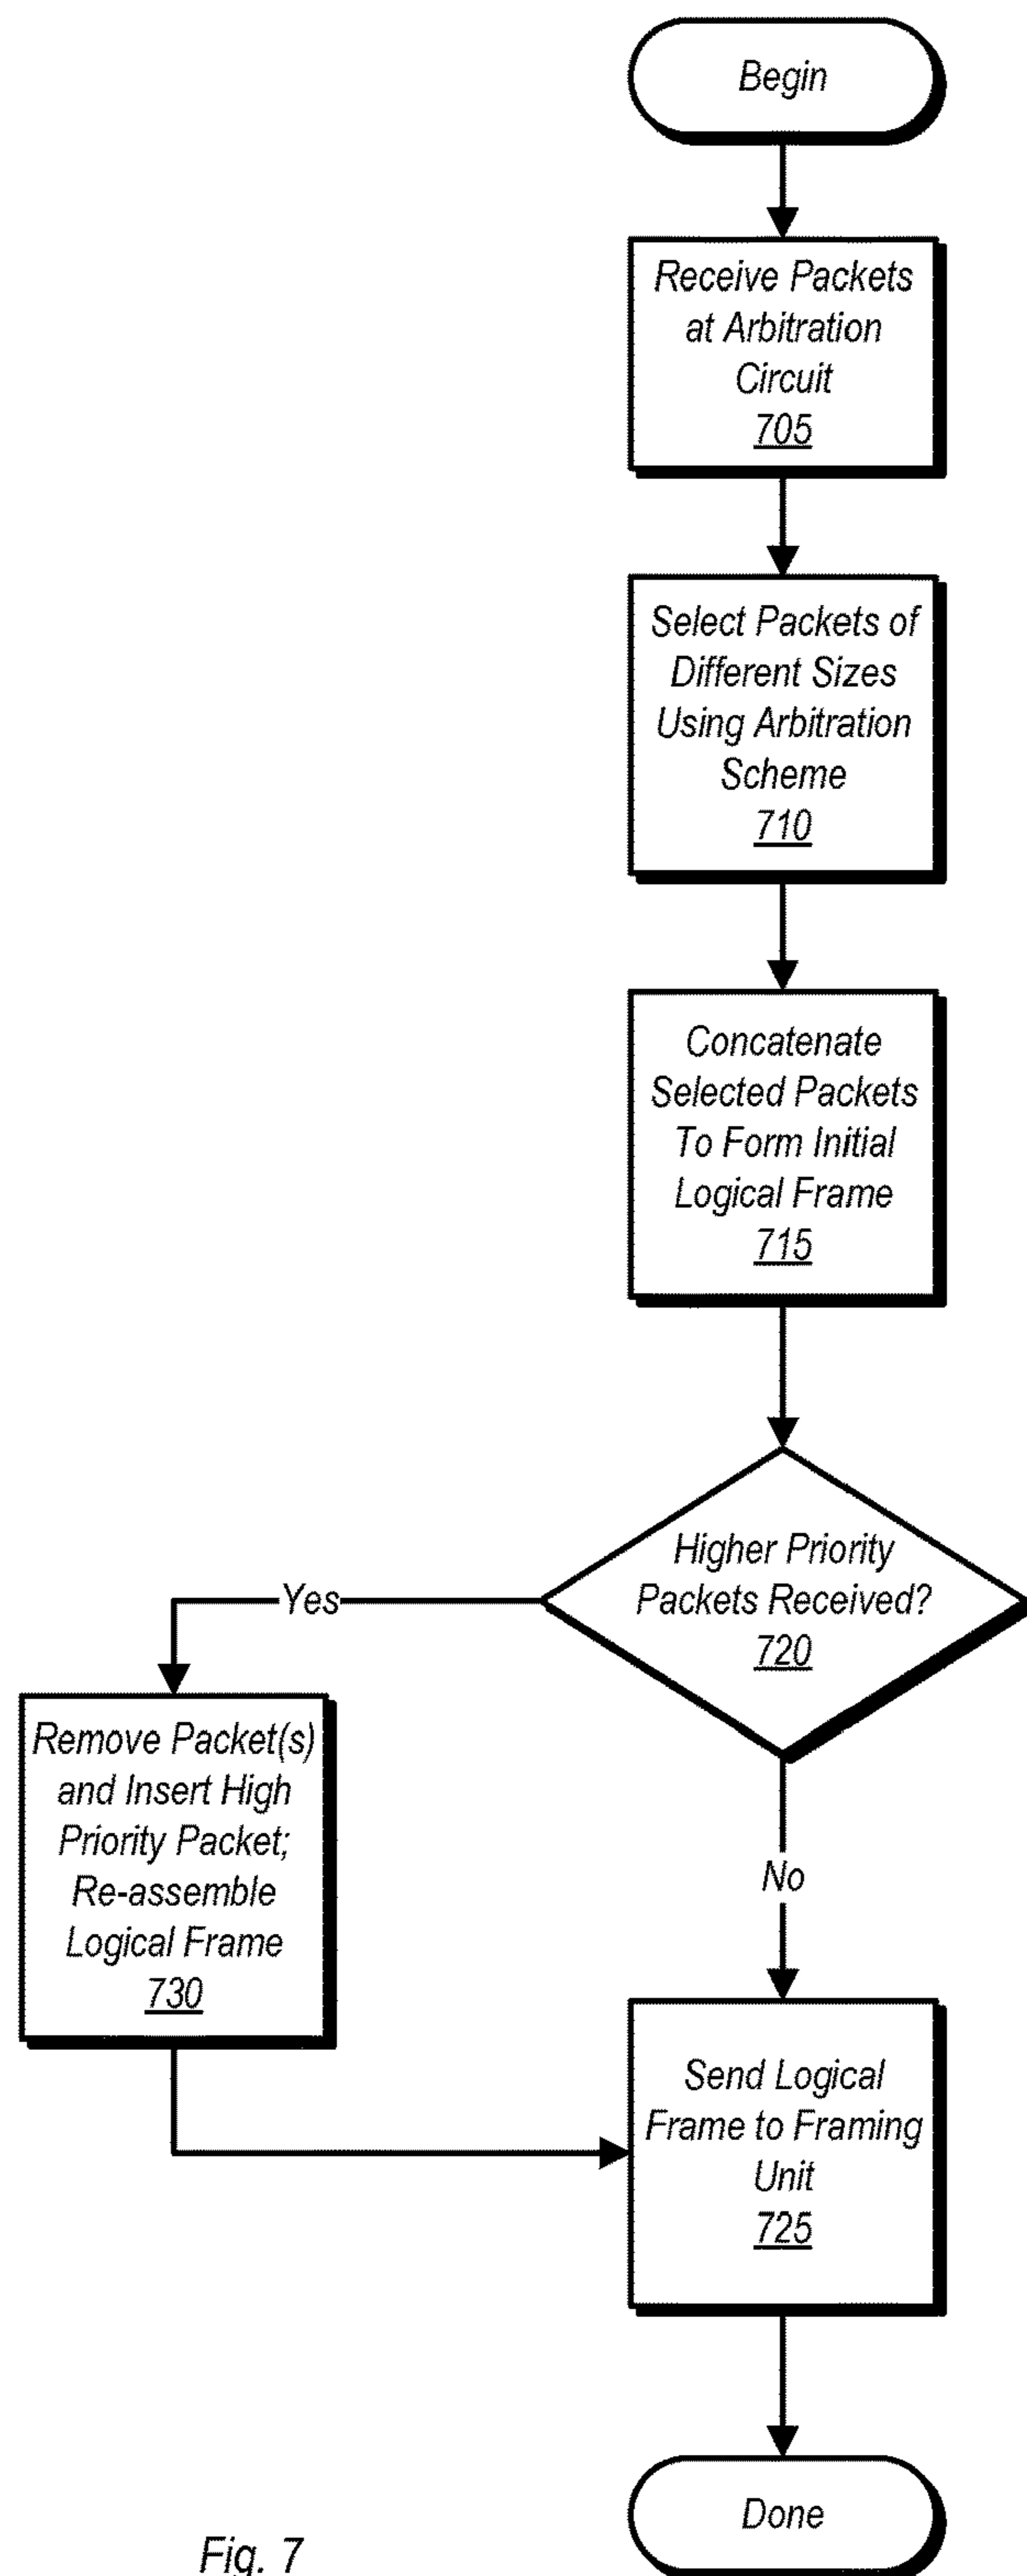 Begin
Receive Packets
at Arbitration
Circuit
705
Select Packets of
Different Sizes
Using Arbitration
Scheme
710
Concatenate
Selected Packets
To Form Initial
Logical Frame
715
Higher Priority
Packets Received?
720
Yes
Remove Packet(s)
and Insert High
Priority Packet;
Re-assemble
Logical Frame
730
No
Send Logical
Frame to Framing
Unit
725
Done
Fig. 7